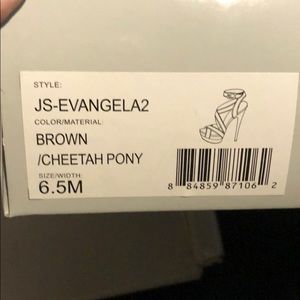 STYLE:
JS-EVANGELA2
COLOR/MATERIAL:
BROWN
/CHEETAH PONY
SIZE/WIDTH:
6.5M
8 84859 87106 2